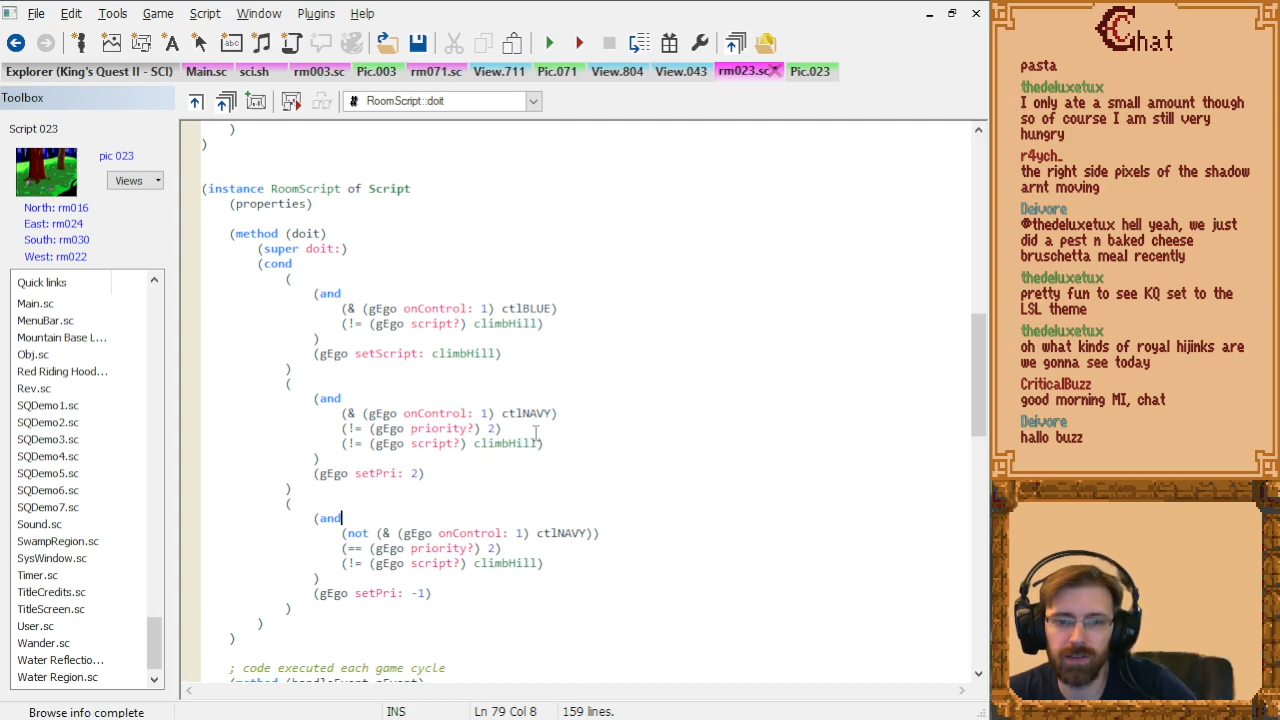 File Edit Tools Game Script Window Plugins Help
Explorer (King's Quest II - SCI) Main.sc sci.sh rm003.sc Pic.003 rm071.sc View.711 Pic.071 View.804 View.043 rm023.sc Pic.023
Toolbox
RoomScript::doit
Script 023
pic 023
Views
North: rm016
East: rm024
South: rm030
West: rm022
Quick links
Main.sc
MenuBar.sc
Mountain Base L...
Obj.sc
Red Riding Hood...
Rev.sc
SQDemo1.sc
SQDemo2.sc
SQDemo3.sc
SQDemo4.sc
SQDemo5.sc
SQDemo6.sc
SQDemo7.sc
Sound.sc
SwampRegion.sc
SysWindow.sc
Timer.sc
TitleCredits.sc
TitleScreen.sc
User.sc
Wander.sc
Water Reflectio...
Water Region.sc
)
)
(instance RoomScript of Script
(properties)
(method (doit)
(super doit:)
(cond
(
(and
(& (gEgo onControl: 1) ctlBLUE)
(!= (gEgo script?) climbHill)
)
(gEgo setScript: climbHill)
)
(
(and
(& (gEgo onControl: 1) ctlNAVY)
(!= (gEgo priority?) 2)
(!= (gEgo script?) climbHill)
)
(gEgo setPri: 2)
)
(
(and
(not (& (gEgo onControl: 1) ctlNAVY))
(== (gEgo priority?) 2)
(!= (gEgo script?) climbHill)
)
(gEgo setPri: -1)
)
)
)
; code executed each game cycle
(method (handleEvent pEvent)
Browse info complete
INS
Ln 79 Col 8
159 lines.
Chat
pasta
thedeluxetux
I only ate a small amount though
so of course I am still very
hungry
r4ych_
the right side pixels of the shadow
arnt moving
Deivore
@thedeluxetux hell yeah, we just
did a pest n baked cheese
bruschetta meal recently
thedeluxetux
pretty fun to see KQ set to the
LSL theme
thedeluxetux
oh what kinds of royal hijinks are
we gonna see today
CriticalBuzz
good morning MI, chat
Deivore
hallo buzz